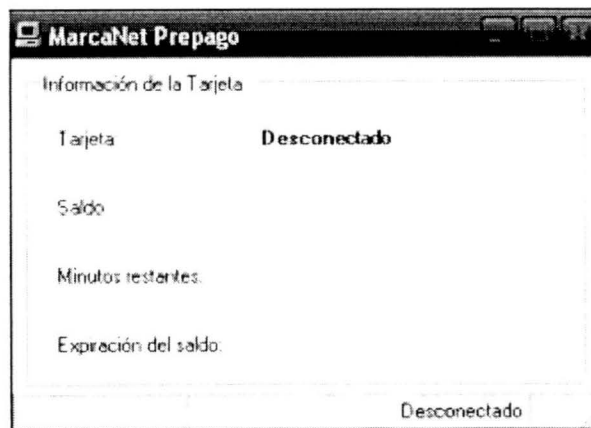 MarcaNet Prepago
Información de la Tarjeta
Tarjeta Desconectado
Saldo
Minutos restantes:
Expiración del saldo:
Desconectado